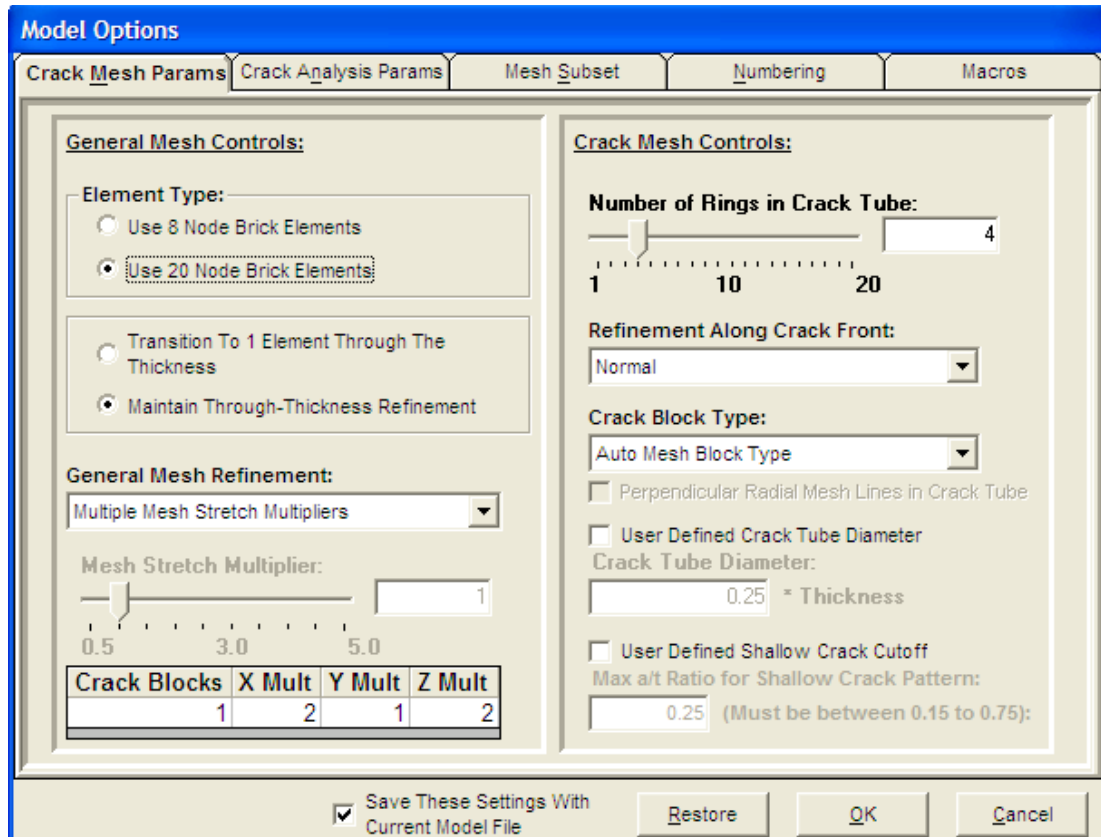 Model Options
Crack Mesh Params
Crack Analysis Params
Mesh Subset
Numbering
Macros
General Mesh Controls:
Element Type:
Use 8 Node Brick Elements
Use 20 Node Brick Elements
Transition To 1 Element Through The
Thickness
Maintain Through-Thickness Refinement
General Mesh Refinement:
Multiple Mesh Stretch Multipliers
Mesh Stretch Multiplier:
1
0.5 3.0 5.0
Crack Blocks X Mult Y Mult Z Mult
1 2 1 2
Crack Mesh Controls:
Number of Rings in Crack Tube:
4
1 10 20
Refinement Along Crack Front:
Normal
Crack Block Type:
Auto Mesh Block Type
Perpendicular Radial Mesh Lines in Crack Tube
User Defined Crack Tube Diameter
Crack Tube Diameter:
0.25 * Thickness
User Defined Shallow Crack Cutoff
Max a/t Ratio for Shallow Crack Pattern:
0.25 (Must be between 0.15 to 0.75):
Save These Settings With
Current Model File
Restore
OK
Cancel